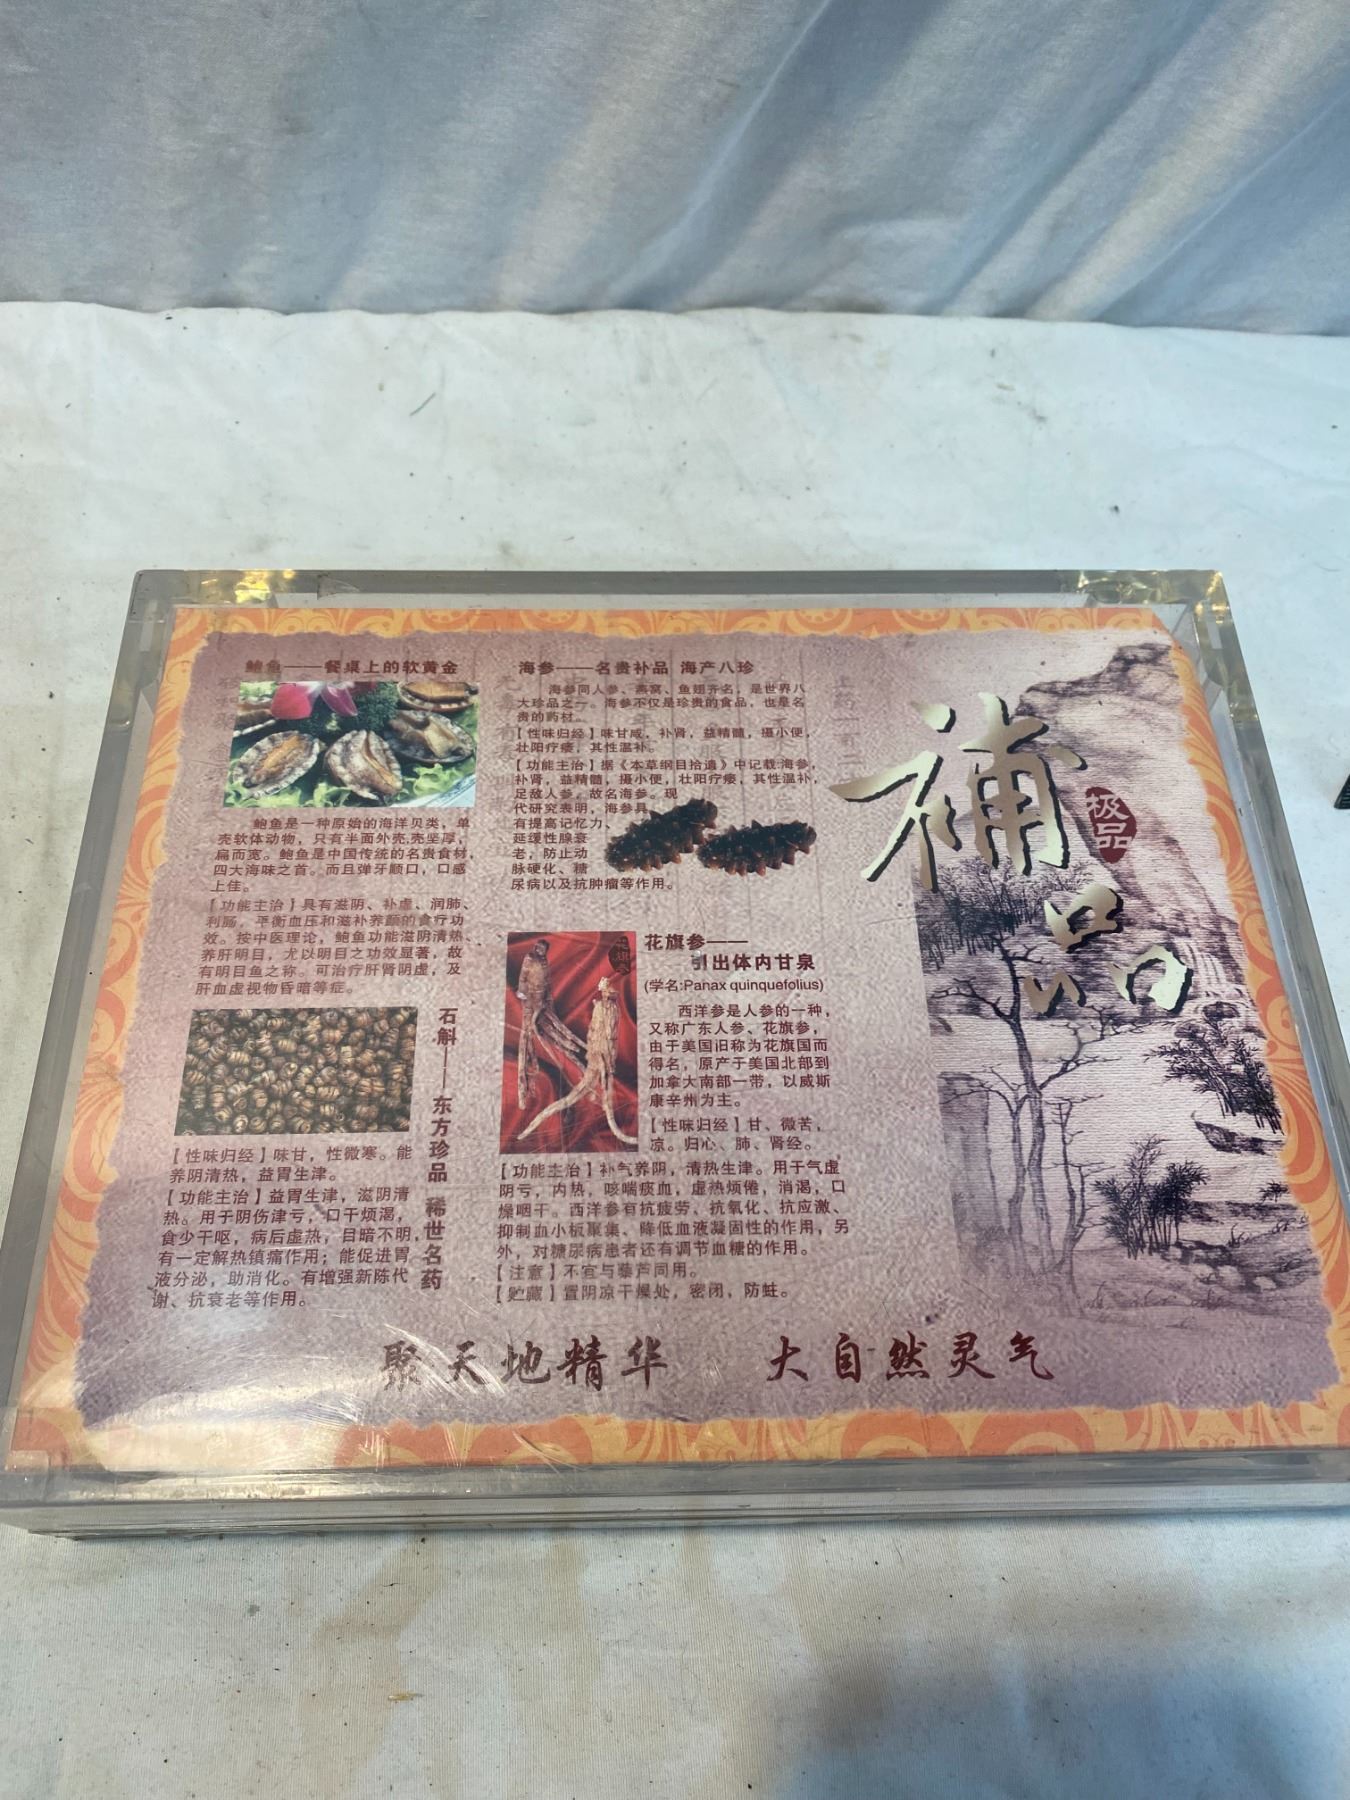 鲍鱼——餐桌上的软黄金
鲍鱼是一种原始的海洋贝类，单
壳软体动物，只有半面外壳，壳坚厚，
扁而宽。鲍鱼是中国传统的名贵食材，
四大海味之首。而且弹牙顺口，口感
上佳。
【功能主治】具有滋阴、补虚、润肺、
利肠，平衡血压和滋补养颜的食疗功
效。按中医理论，鲍鱼功能滋阴清热、
养肝明目，尤以明目之功效显著，故
有明目鱼之称。可治疗肝肾阴虚，及
肝血虚视物昏暗等症。
石斛——东方珍品 稀世名药
【性味归经】味甘，性微寒。能
养阴清热，益胃生津。
【功能主治】益胃生津，滋阴清
热。用于阴伤津亏，口干烦渴，
食少干呕，病后虚热，目暗不明，
有一定解热镇痛作用；能促进胃
液分泌，助消化。有增强新陈代
谢、抗衰老等作用。
海参——名贵补品 海产八珍
海参同人参、燕窝、鱼翅齐名，是世界八
大珍品之一。海参不仅是珍贵的食品，也是名
贵的药材。
【性味归经】味甘咸，补肾，益精髓，摄小便，
壮阳疗痿，其性温补。
【功能主治】据《本草纲目拾遗》中记载:海参，
补肾，益精髓，摄小便，壮阳疗痿，其性温补，
足敌人参。故名海参。现
代研究表明，海参具
有提高记忆力、
延缓性腺衰
老，防止动
脉硬化、糖
尿病以及抗肿瘤等作用。
花旗参
花旗参——
引出体内甘泉
(学名:Panax quinquefolius)
西洋参是人参的一种，
又称广东人参、花旗参，
由于美国旧称为花旗国而
得名，原产于美国北部到
加拿大南部一带，以威斯
康辛州为主。
【性味归经】甘、微苦，
凉。归心、肺、肾经。
【功能主治】补气养阴，清热生津。用于气虚
阴亏，内热，咳喘痰血，虚热烦倦，消渴，口
燥咽干。西洋参有抗疲劳、抗氧化、抗应激、
抑制血小板聚集、降低血液凝固性的作用，另
外，对糖尿病患者还有调节血糖的作用。
【注意】不宜与藜芦同用。
【贮藏】置阴凉干燥处，密闭，防蛀。
補品
极品
聚天地精华 大自然灵气